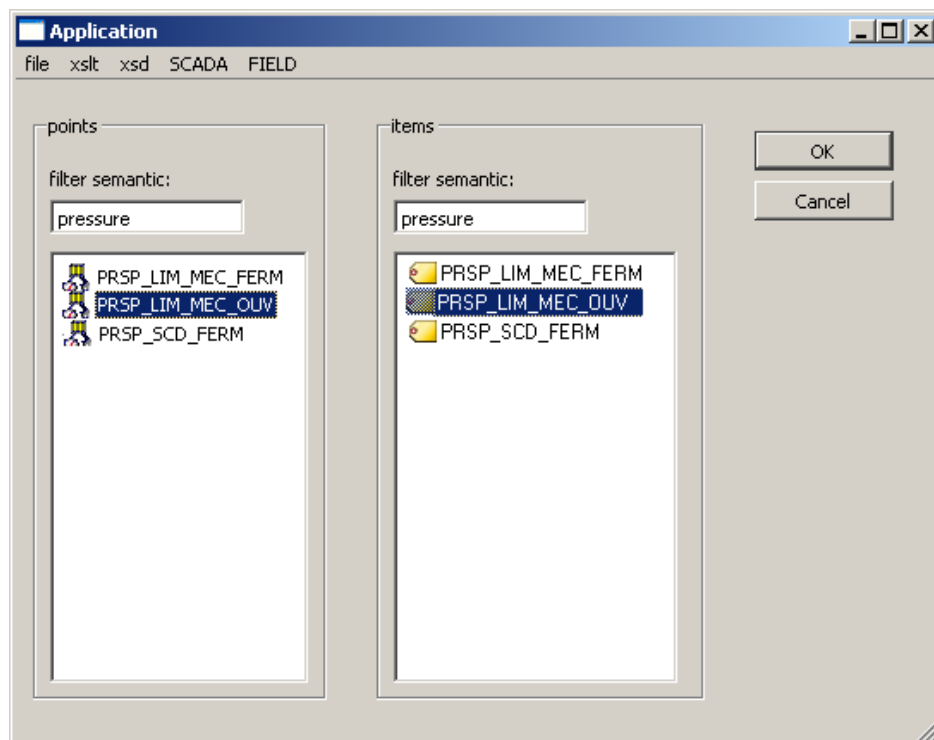 Application
file xslt xsd SCADA FIELD
points
filter semantic:
pressure
PRSP_LIM_MEC_FERM
PRSP_LIM_MEC_OUV
PRSP_SCD_FERM
items
filter semantic:
pressure
PRSP_LIM_MEC_FERM
PRSP_LIM_MEC_OUV
PRSP_SCD_FERM
OK
Cancel